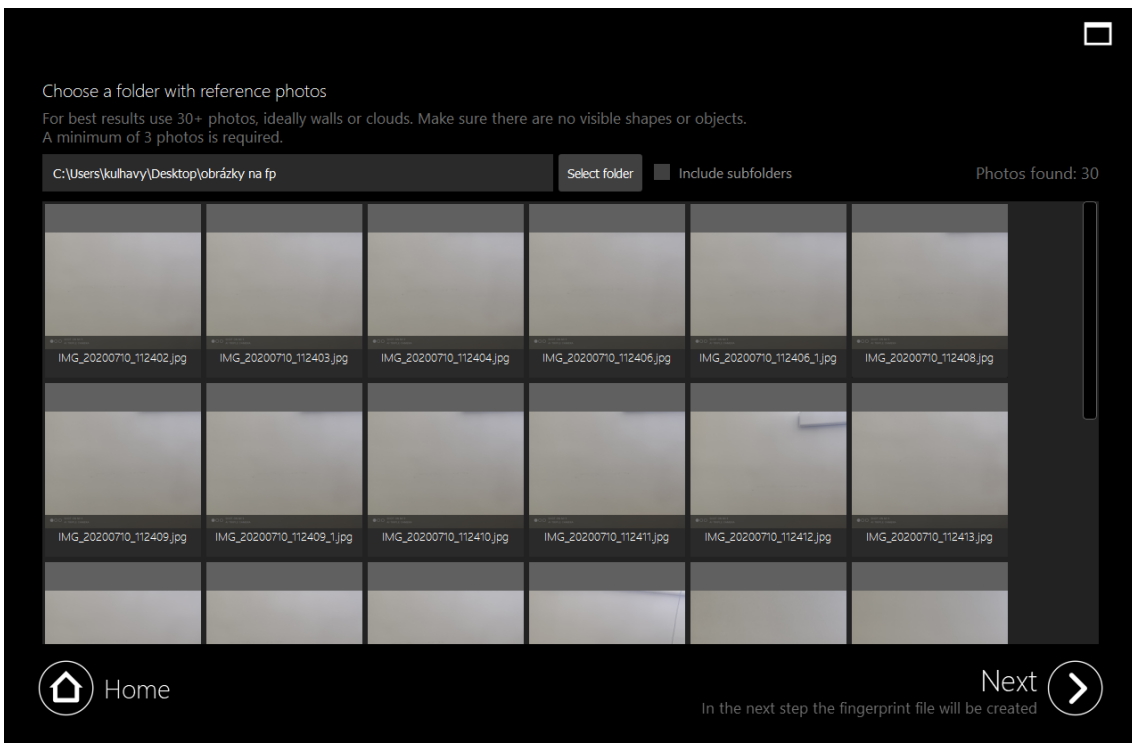 Choose a folder with reference photos
For best results use 30+ photos, ideally walls or clouds. Make sure there are no visible shapes or objects.
A minimum of 3 photos is required.
C:\Users\kulhavy\Desktop\obrázky na fp Select folder Include subfolders Photos found: 30
IMG_20200710_112402.jpg IMG_20200710_112403.jpg IMG_20200710_112404.jpg IMG_20200710_112406.jpg IMG_20200710_112406_1.jpg IMG_20200710_112408.jpg
IMG_20200710_112409.jpg IMG_20200710_112409_1.jpg IMG_20200710_112410.jpg IMG_20200710_112411.jpg IMG_20200710_112412.jpg IMG_20200710_112413.jpg
Home Next
In the next step the fingerprint file will be created